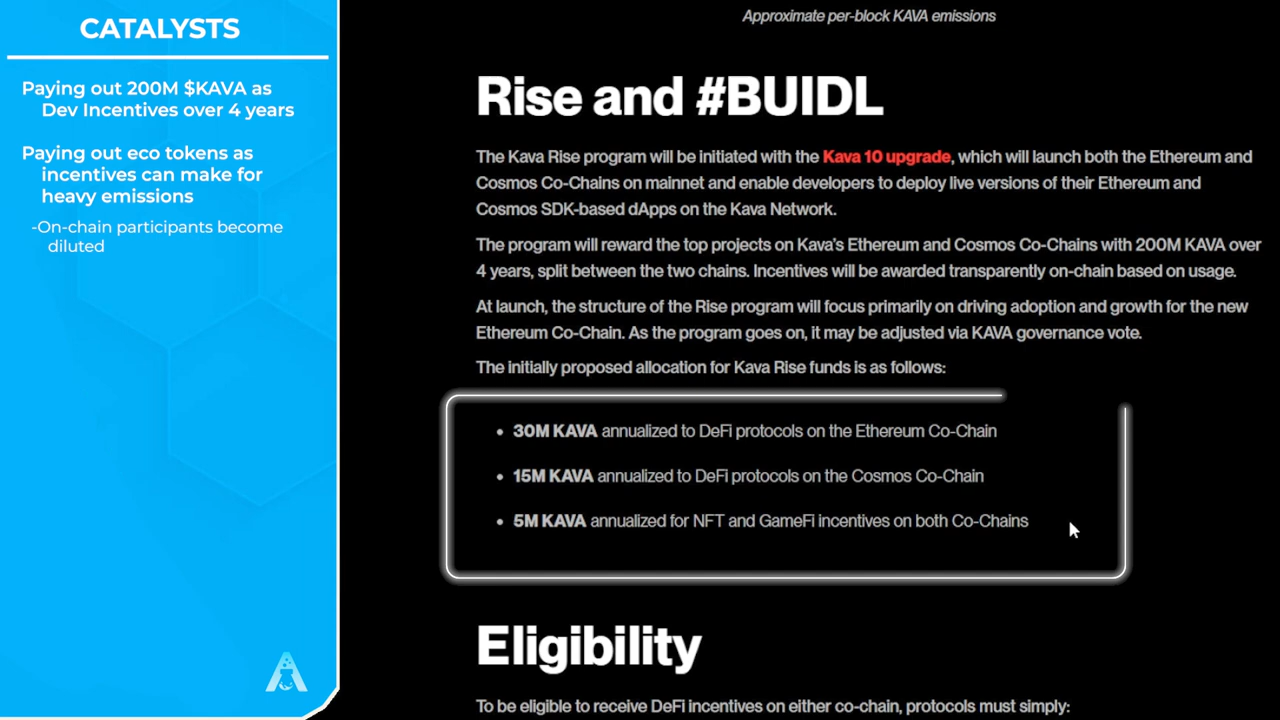 CATALYSTS
Paying out 200M $KAVA as
Dev Incentives over 4 years
Paying out eco tokens as
incentives can make for
heavy emissions
-On-chain participants become
diluted
Approximate per-block KAVA emissions
Rise and #BUIDL
The Kava Rise program will be initiated with the Kava 10 upgrade, which will launch both the Ethereum and
Cosmos Co-Chains on mainnet and enable developers to deploy live versions of their Ethereum and
Cosmos SDK-based dApps on the Kava Network.
The program will reward the top projects on Kava's Ethereum and Cosmos Co-Chains with 200M KAVA over
4 years, split between the two chains. Incentives will be awarded transparently on-chain based on usage.
At launch, the structure of the Rise program will focus primarily on driving adoption and growth for the new
Ethereum Co-Chain. As the program goes on, it may be adjusted via KAVA governance vote.
The initially proposed allocation for Kava Rise funds is as follows:
• 30M KAVA annualized to DeFi protocols on the Ethereum Co-Chain
• 15M KAVA annualized to DeFi protocols on the Cosmos Co-Chain
• 5M KAVA annualized for NFT and GameFi incentives on both Co-Chains
Eligibility
To be eligible to receive DeFi incentives on either co-chain, protocols must simply: